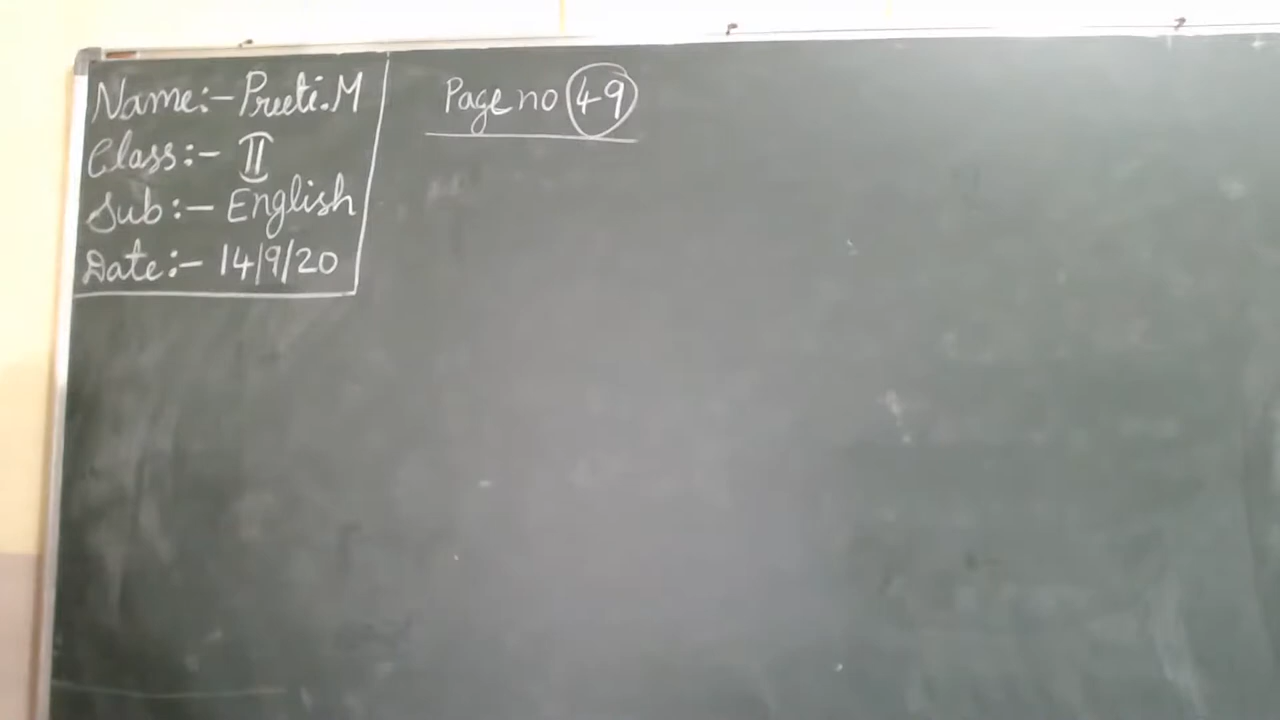 Name:- Preeti.M
Class:- II
Sub:- English
Date:- 14/9/20
Page no 49